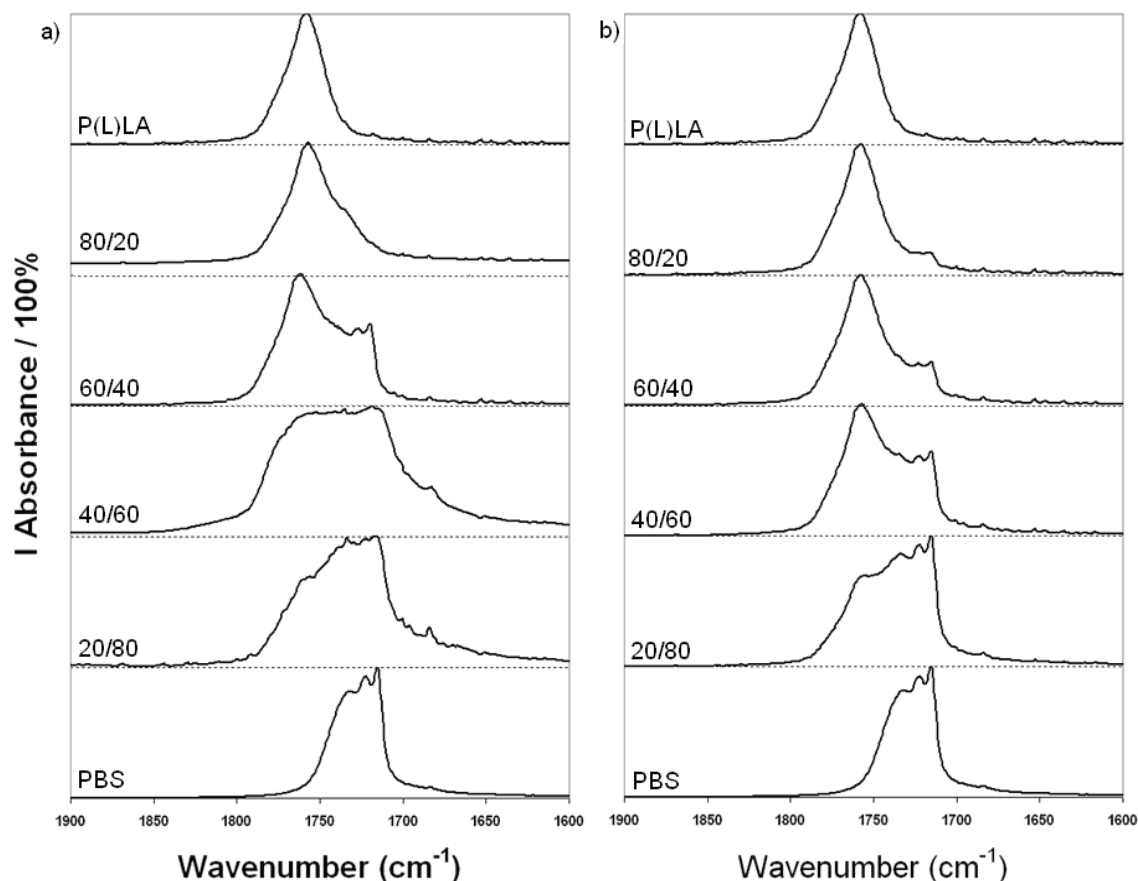 I Absorbance / 100%
a)
P(L)LA
80/20
60/40
40/60
20/80
PBS
1900 1850 1800 1750 1700 1650 1600
Wavenumber (cm⁻¹)
b)
P(L)LA
80/20
60/40
40/60
20/80
PBS
1900 1850 1800 1750 1700 1650 1600
Wavenumber (cm⁻¹)